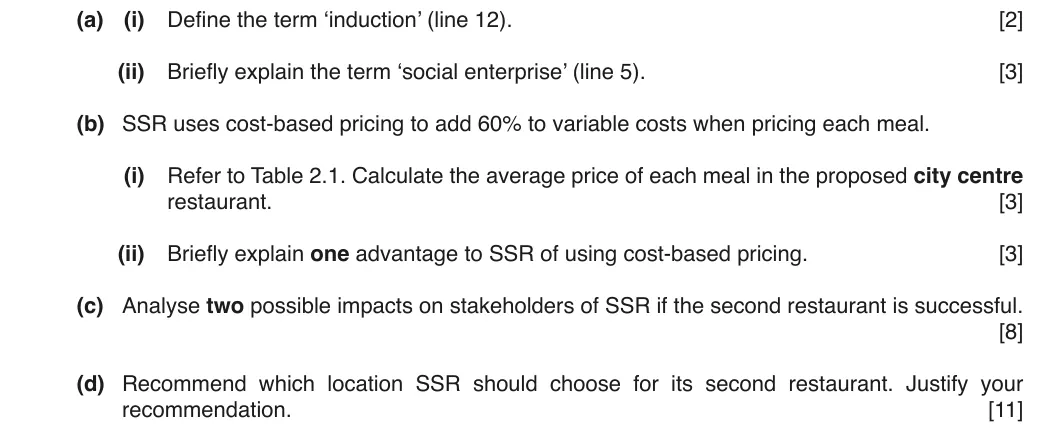 (a) (i) Define the term ‘induction’ (line 12). [2]
(ii) Briefly explain the term ‘social enterprise’ (line 5). [3]
(b) SSR uses cost-based pricing to add 60% to variable costs when pricing each meal.
(i) Refer to Table 2.1. Calculate the average price of each meal in the proposed city centre
restaurant. [3]
(ii) Briefly explain one advantage to SSR of using cost-based pricing. [3]
(c) Analyse two possible impacts on stakeholders of SSR if the second restaurant is successful.
[8]
(d) Recommend which location SSR should choose for its second restaurant. Justify your
recommendation. [11]